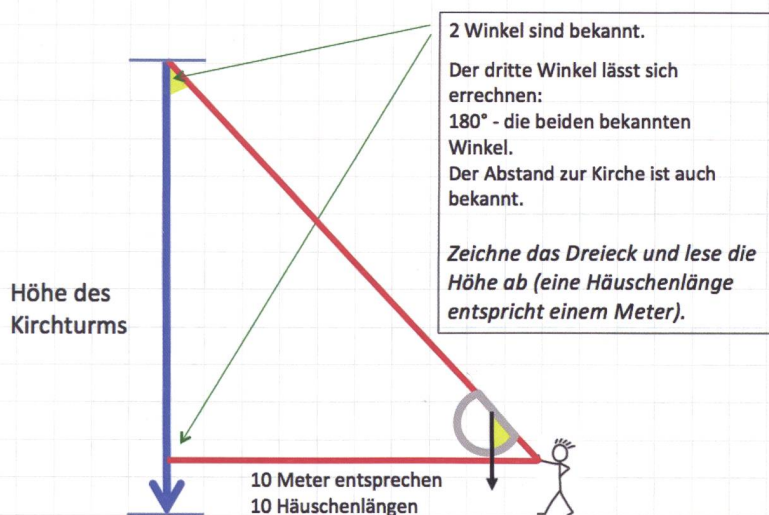 2 Winkel sind bekannt.
Der dritte Winkel lässt sich
errechnen:
180° - die beiden bekannten
Winkel.
Der Abstand zur Kirche ist auch
bekannt.
Zeichne das Dreieck und lese die
Höhe ab (eine Häuschenlänge
entspricht einem Meter).
Höhe des
Kirchturms
10 Meter entsprechen
10 Häuschenlängen